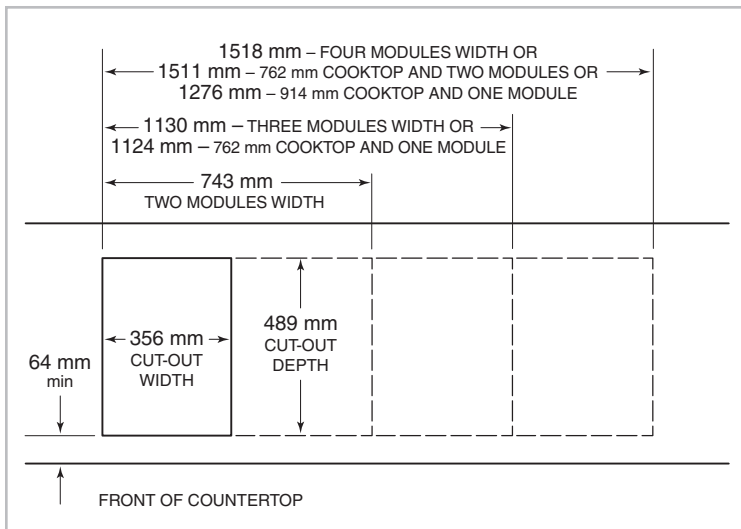 1518 mm – FOUR MODULES WIDTH OR
1511 mm – 762 mm COOKTOP AND TWO MODULES OR
1276 mm – 914 mm COOKTOP AND ONE MODULE
1130 mm – THREE MODULES WIDTH OR
1124 mm – 762 mm COOKTOP AND ONE MODULE
743 mm
TWO MODULES WIDTH
356 mm
CUT-OUT
WIDTH
489 mm
CUT-OUT
DEPTH
64 mm
min
FRONT OF COUNTERTOP